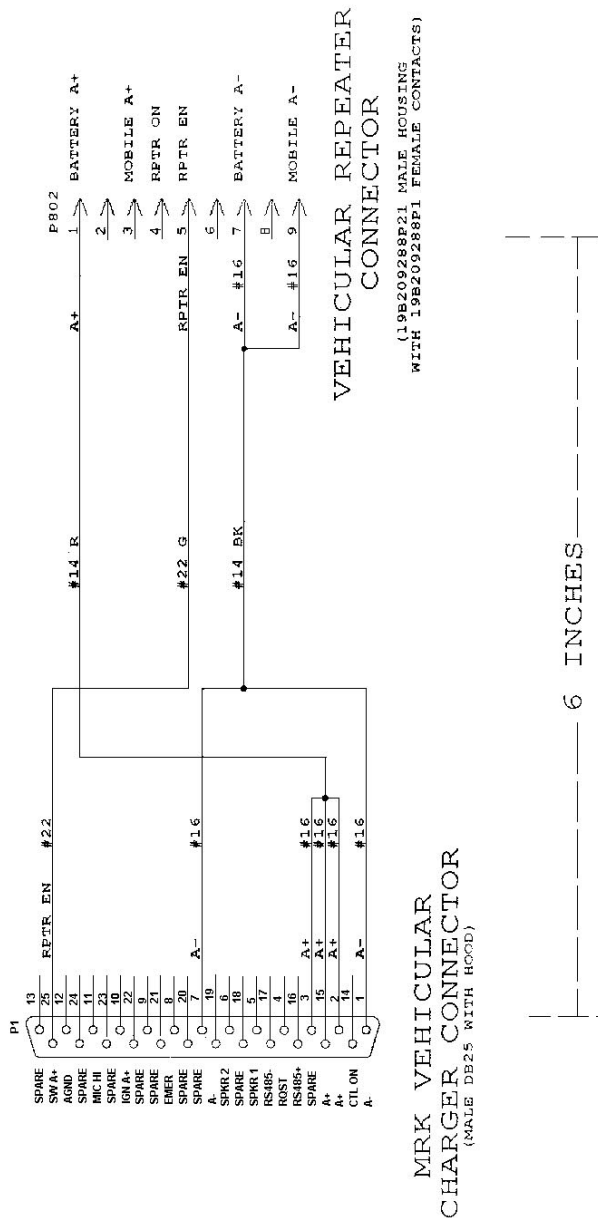 P1
SPARE
SW A+
AGND
SPARE
MIC HI
SPARE
IGN A+
SPARE
SPARE
EMER
SPARE
SPARE
A-
SPKR 2
SPARE
SPKR 1
RS485-
RQST
RS485+
SPARE
A+
A+
CTL ON
A-
13
25
12
24
11
23
10
22
9
21
8
20
7
19
6
18
5
17
4
16
3
15
2
14
1
RPTR EN #22
A- #16
A+ #16
A+ #16
A+ #16
A- #16
#14 R
#22 G
#14 BK
A+
RPTR EN
A- #16
A- #16
P802
1 BATTERY A+
2
3 MOBILE A+
4 RPTR ON
5 RPTR EN
6
7 BATTERY A-
8
9 MOBILE A-
MRK VEHICULAR
CHARGER CONNECTOR
(MALE DB25 WITH HOOD)
VEHICULAR REPEATER
CONNECTOR
(19B209288P21 MALE HOUSING
WITH 19B209288P1 FEMALE CONTACTS)
6 INCHES